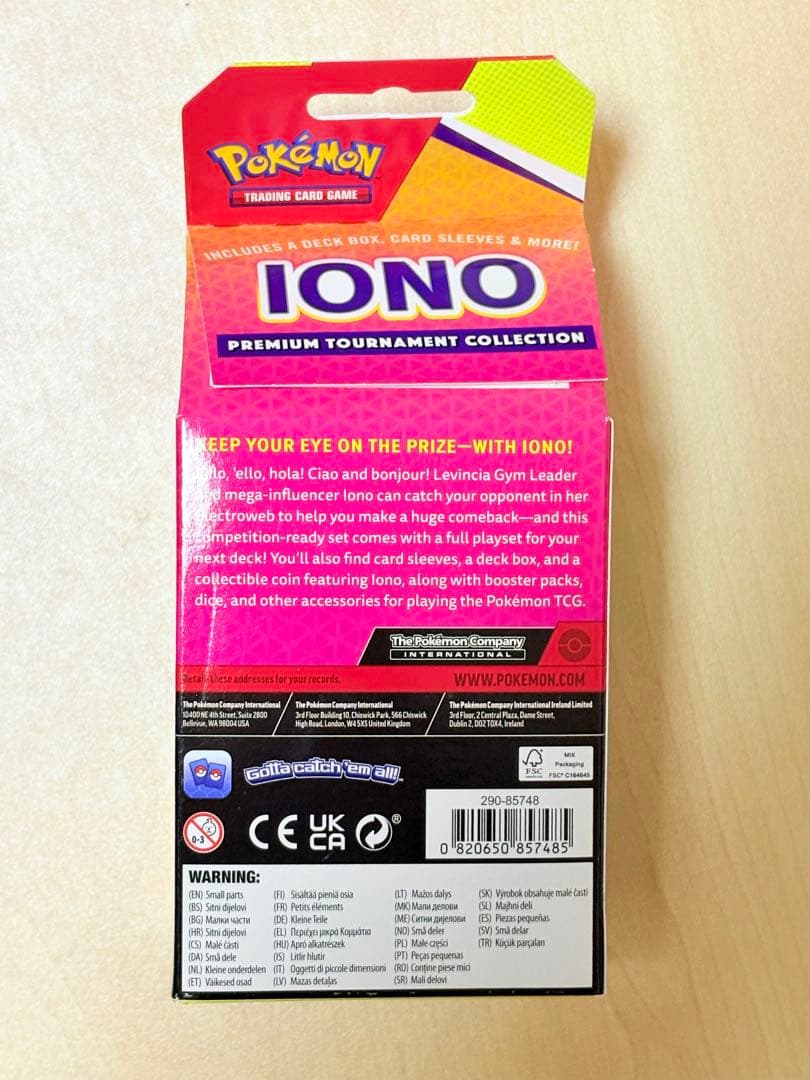 POKéMON
TRADING CARD GAME
INCLUDES A DECK BOX, CARD SLEEVES & MORE!
IONO
PREMIUM TOURNAMENT COLLECTION
KEEP YOUR EYE ON THE PRIZE—WITH IONO!
'ello, hola! Ciao and bonjour! Levincia Gym Leader
mega-influencer Iono can catch your opponent in her
to help you make a huge comeback—and this
comes with a full playset for your
next deck! You'll also find card sleeves, a deck box, and a
collectible coin featuring Iono, along with booster packs,
dice, and other accessories for playing the Pokémon TCG.
The Pokémon Company
INTERNATIONAL
Retain these addresses for your records.
WWW.POKEMON.COM
The Pokémon Company International
10400 NE 4th Street, Suite 2800
Bellevue, WA 98004 USA
The Pokémon Company International
3rd Floor Building 10, Chiswick Park, 566 Chiswick
High Road, London, W4 5XS United Kingdom
The Pokémon Company International Ireland Limited
3rd Floor, 2 Central Plaza, Dame Street,
Dublin 2, D02 T0X4, Ireland
Gotta catch 'em all!™
FSC
MIX
Packaging
FSC® C164645
0-3
CE
UK
CA
®
290-85748
0 820650 857485
WARNING:
(EN) Small parts
(BS) Sitni dijelovi
(BG) Малки части
(HR) Sitni dijelovi
(CS) Malé části
(DA) Små dele
(NL) Kleine onderdelen
(ET) Väikesed osad
(FI) Sisältää pieniä osia
(FR) Petits éléments
(DE) Kleine Teile
(EL) Περιέχει μικρά Κομμάτια
(HU) Apró alkatrészek
(IS) Litlir hlutir
(IT) Oggetti di piccole dimensioni
(LV) Mazas detaļas
(LT) Mažos dalys
(MK) Мали делови
(ME) Ситни дијелови
(NO) Små deler
(PL) Małe części
(PT) Peças pequenas
(RO) Conține piese mici
(SR) Mali delovi
(SK) Výrobok obsahuje malé časti
(SL) Majhni deli
(ES) Piezas pequeñas
(SV) Små delar
(TR) Küçük parçaları